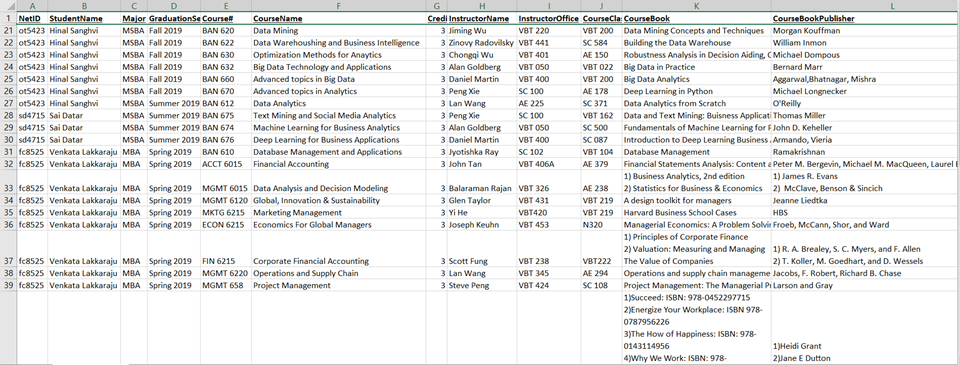 A B C D E F G H I J K L
1 NetID StudentName Major GraduationSe Course# CourseName Credi InstructorName InstructorOffice CourseCla CourseBook CourseBookPublisher
21 ot5423 Hinal Sanghvi MSBA Fall 2019 BAN 620 Data Mining 3 Jiming Wu VBT 220 VBT 200 Data Mining Concepts and Techniques Morgan Kouffman
22 ot5423 Hinal Sanghvi MSBA Fall 2019 BAN 622 Data Warehoushing and Business Intelligence 3 Zinovy Radovilsky VBT 441 SC 584 Building the Data Warehouse William Inmon
23 ot5423 Hinal Sanghvi MSBA Fall 2019 BAN 630 Optimization Methods for Anaytics 3 Chongqi Wu VBT 441 AE 150 Robustness Analysis in Decision Aiding, C Michael Dompous
24 ot5423 Hinal Sanghvi MSBA Fall 2019 BAN 632 Big Data Technology and Applications 3 Alan Goldberg VBT 050 VBT 022 Big Data in Practice Bernard Marr
25 ot5423 Hinal Sanghvi MSBA Fall 2019 BAN 660 Advanced topics in Big Data 3 Daniel Martin VBT 400 VBT 200 Big Data Analytics Aggarwal,Bhatnagar, Mishra
26 ot5423 Hinal Sanghvi MSBA Fall 2019 BAN 670 Advanced topics in Analytics 3 Peng Xie SC 100 AE 178 Deep Learning in Python Michael Longnecker
27 ot5423 Hinal Sanghvi MSBA Summer 2019 BAN 612 Data Analytics 3 Lan Wang AE 225 SC 371 Data Analytics from Scratch O'Reilly
28 sd4715 Sai Datar MSBA Summer 2019 BAN 675 Text Mining and Social Media Analytics 3 Peng Xie SC 100 VBT 162 Data and Text Mining: Business Applicati Thomas Miller
29 sd4715 Sai Datar MSBA Summer 2019 BAN 674 Machine Learning for Business Analytics 3 Alan Goldberg VBT 050 SC 500 Fundamentals of Machine Learning for F John D. Keheller
30 sd4715 Sai Datar MSBA Summer 2019 BAN 676 Deep Learning for Business Applications 3 Daniel Martin VBT 400 SC 087 Introduction to Deep Learning Business Armando, Vieria
31 fc8525 Venkata Lakkaraju MBA Spring 2019 BAN 610 Database Management and Applications 3 Jyotishka Ray SC 102 VBT 104 Database Management Ramakrishnan
32 fc8525 Venkata Lakkaraju MBA Spring 2019 ACCT 6015 Financial Accounting 3 John Tan VBT 406A AE 379 Financial Statements Analysis: Content a Peter M. Bergevin, Michael M. MacQueen, Laurel
1) Business Analytics, 2nd edition 1) James R. Evans
33 fc8525 Venkata Lakkaraju MBA Spring 2019 MGMT 6015 Data Analysis and Decision Modeling 3 Balaraman Rajan VBT 326 AE 238 2) Statistics for Business & Economics 2) McClave, Benson & Sincich
34 fc8525 Venkata Lakkaraju MBA Spring 2019 MGMT 6120 Global, Innovation & Sustainability 3 Glen Taylor VBT 431 VBT 219 A design toolkit for managers Jeanne Liedtka
35 fc8525 Venkata Lakkaraju MBA Spring 2019 MKTG 6215 Marketing Management 3 Yi He VBT420 VBT 219 Harvard Business School Cases HBS
36 fc8525 Venkata Lakkaraju MBA Spring 2019 ECON 6215 Economics For Global Managers 3 Joseph Keuhn VBT 453 N320 Managerial Economics: A Problem Solvi Froeb, McCann, Shor, and Ward
1) Principles of Corporate Finance
2) Valuation: Measuring and Managing 1) R. A. Brealey, S. C. Myers, and F. Allen
37 fc8525 Venkata Lakkaraju MBA Spring 2019 FIN 6215 Corporate Financial Accounting 3 Scott Fung VBT 238 VBT222 The Value of Companies 2) T. Koller, M. Goedhart, and D. Wessels
38 fc8525 Venkata Lakkaraju MBA Spring 2019 MGMT 6220 Operations and Supply Chain 3 Lan Wang VBT 345 AE 294 Operations and supply chain manageme Jacobs, F. Robert, Richard B. Chase
39 fc8525 Venkata Lakkaraju MBA Spring 2019 MGMT 658 Project Management 3 Steve Peng VBT 424 SC 108 Project Management: The Managerial Pr Larson and Gray
1)Succeed: ISBN: 978-0452297715
2)Energize Your Workplace: ISBN: 978-
0787956226
3)The How of Happiness: ISBN: 978-
0143114956 1)Heidi Grant
4)Why We Work: ISBN: 978- 2)Jane E Dutton